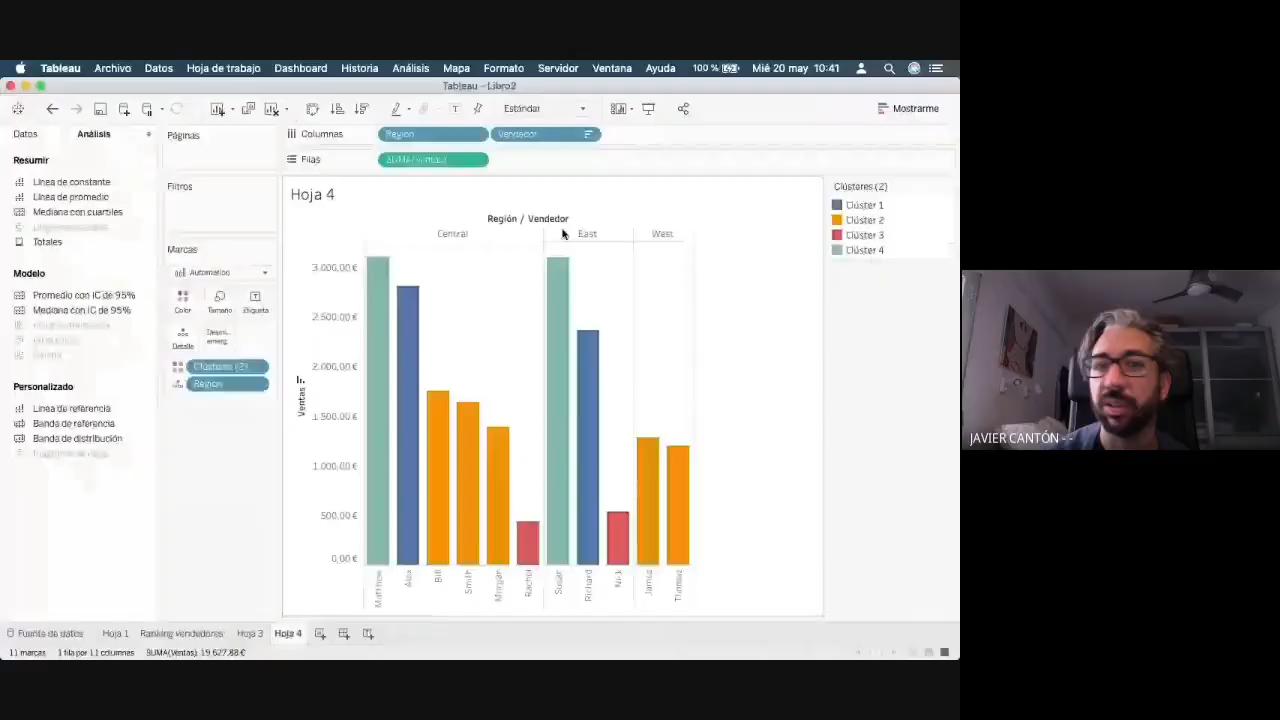 Tableau Archivo Datos Hoja de trabajo Dashboard Historia Análisis Mapa Formato Servidor Ventana Ayuda 100 % Mié 20 may 10:41
Tableau - Libro2
Estándar
Mostrarme
Datos Análisis
Páginas
Columns Región Vendedor
Filas SUMA(Ventas)
Resumir
Línea de constante
Línea de promedio
Mediana con cuartiles
Totales
Modelo
Promedio con IC de 95%
Mediana con IC de 95%
Personalizado
Línea de referencia
Banda de referencia
Banda de distribución
Filtros
Marcas
Automático
Color Tamaño Etiqueta
Detalle
Clústeres (2)
Región
Hoja 4
Región / Vendedor
Central East West
Ventas
3.000,00 €
2.500,00 €
2.000,00 €
1.500,00 €
1.000,00 €
500,00 €
0,00 €
Matthew Alex Bill Smith Morgan Rachel Susan Richard Nick James Thomas
Clústeres (2)
Clúster 1
Clúster 2
Clúster 3
Clúster 4
JAVIER CANTÓN - -
Fuente de datos Hoja 1 Ranking vendedores Hoja 3 Hoja 4
11 marcas 1 fila por 11 columnas SUMA(Ventas): 19.627,88 €